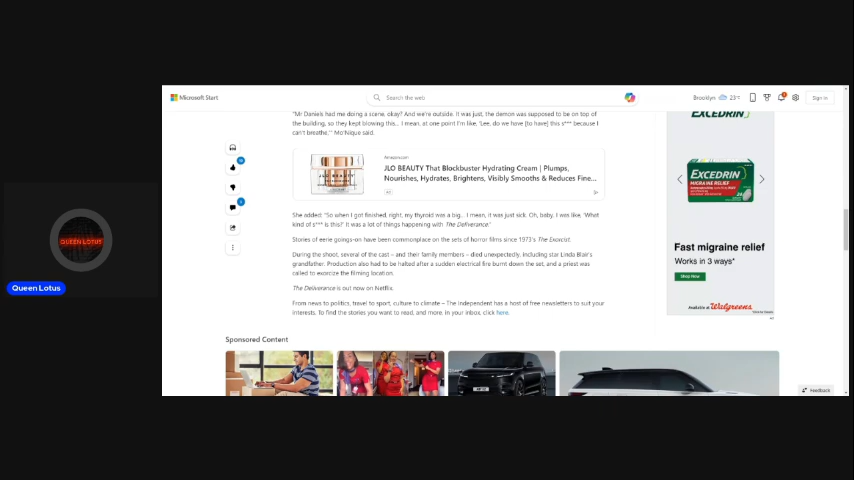 Microsoft Start
Search the web
Brooklyn 23°F
Sign in
"Mr Daniels had me doing a scene, okay? And we're outside. It was just, the demon was supposed to be on top of
the building, so they kept blowing this... I mean, at one point I'm like, 'Lee, do we have [to have] this s*** because I
can't breathe,'" Mo'Nique said.
Amazon.com
JLO BEAUTY That Blockbuster Hydrating Cream | Plumps,
Nourishes, Hydrates, Brightens, Visibly Smooths & Reduces Fine...
Ad
She added: "So when I got finished, right, my thyroid was a big... I mean, it was just sick. Oh, baby, I was like, 'What
kind of s*** is this?' It was a lot of things happening with The Deliverance."
Stories of eerie goings-on have been commonplace on the sets of horror films since 1973's The Exorcist.
During the shoot, several of the cast – and their family members – died unexpectedly, including star Linda Blair's
grandfather. Production also had to be halted after a sudden electrical fire burnt down the set, and a priest was
called to exorcise the filming location.
The Deliverance is out now on Netflix.
From news to politics, travel to sport, culture to climate – The Independent has a host of free newsletters to suit your
interests. To find the stories you want to read, and more, in your inbox, click here.
Sponsored Content
EXCEDRIN
EXCEDRIN
MIGRAINE RELIEF
Fast migraine relief
Works in 3 ways*
Shop Now
Available at Walgreens
Feedback
QUEEN LOTUS
Queen Lotus